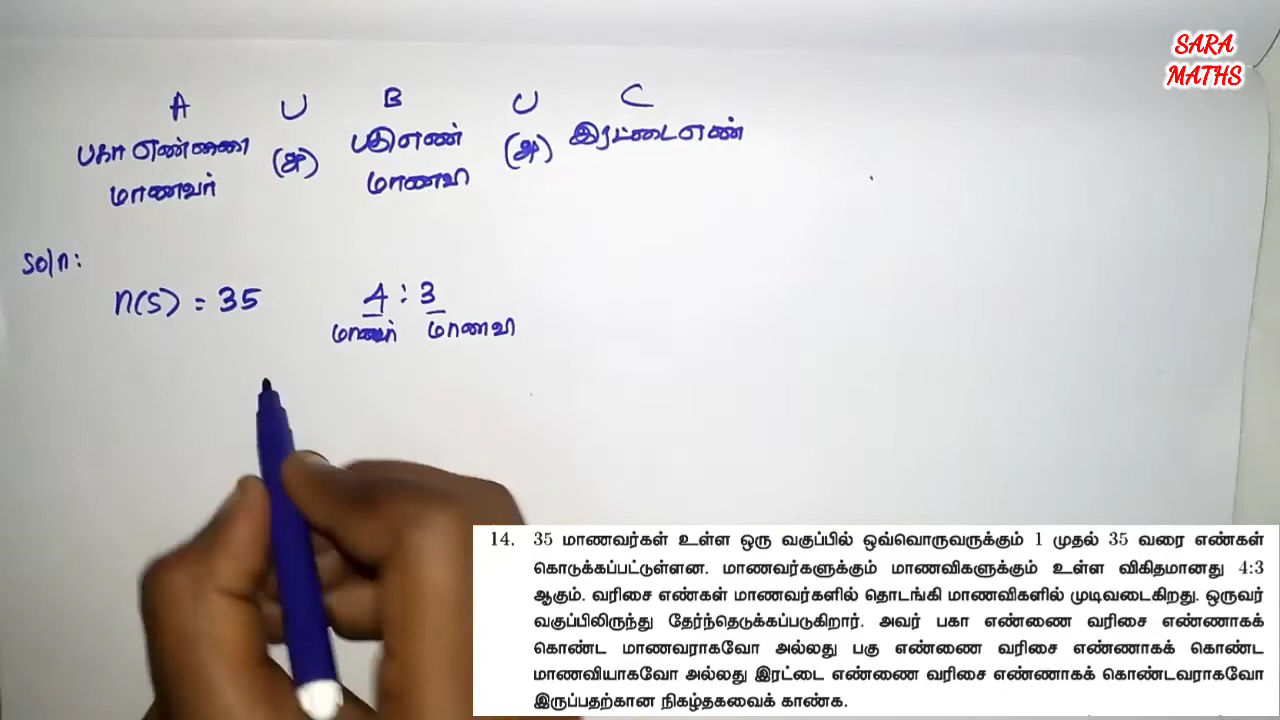 SARA
MATHS
A U B U C
பகா எண்ணை (அ) பகு எண் (அ) இரட்டை எண்
மாணவர் மாணவி
Soln:
n(S) = 35 4 : 3
மாணவர் மாணவி
14. 35 மாணவர்கள் உள்ள ஒரு வகுப்பில் ஒவ்வொருவருக்கும் 1 முதல் 35 வரை எண்கள்
கொடுக்கப்பட்டுள்ளன. மாணவர்களுக்கும் மாணவிகளுக்கும் உள்ள விகிதமானது 4:3
ஆகும். வரிசை எண்கள் மாணவர்களில் தொடங்கி மாணவிகளில் முடிவடைகிறது. ஒருவர்
வகுப்பிலிருந்து தேர்ந்தெடுக்கப்படுகிறார். அவர் பகா எண்ணை வரிசை எண்ணாகக்
கொண்ட மாணவராகவோ அல்லது பகு எண்ணை வரிசை எண்ணாகக் கொண்ட
மாணவியாகவோ அல்லது இரட்டை எண்ணை வரிசை எண்ணாகக் கொண்டவராகவோ
இருப்பதற்கான நிகழ்தகவைக் காண்க.